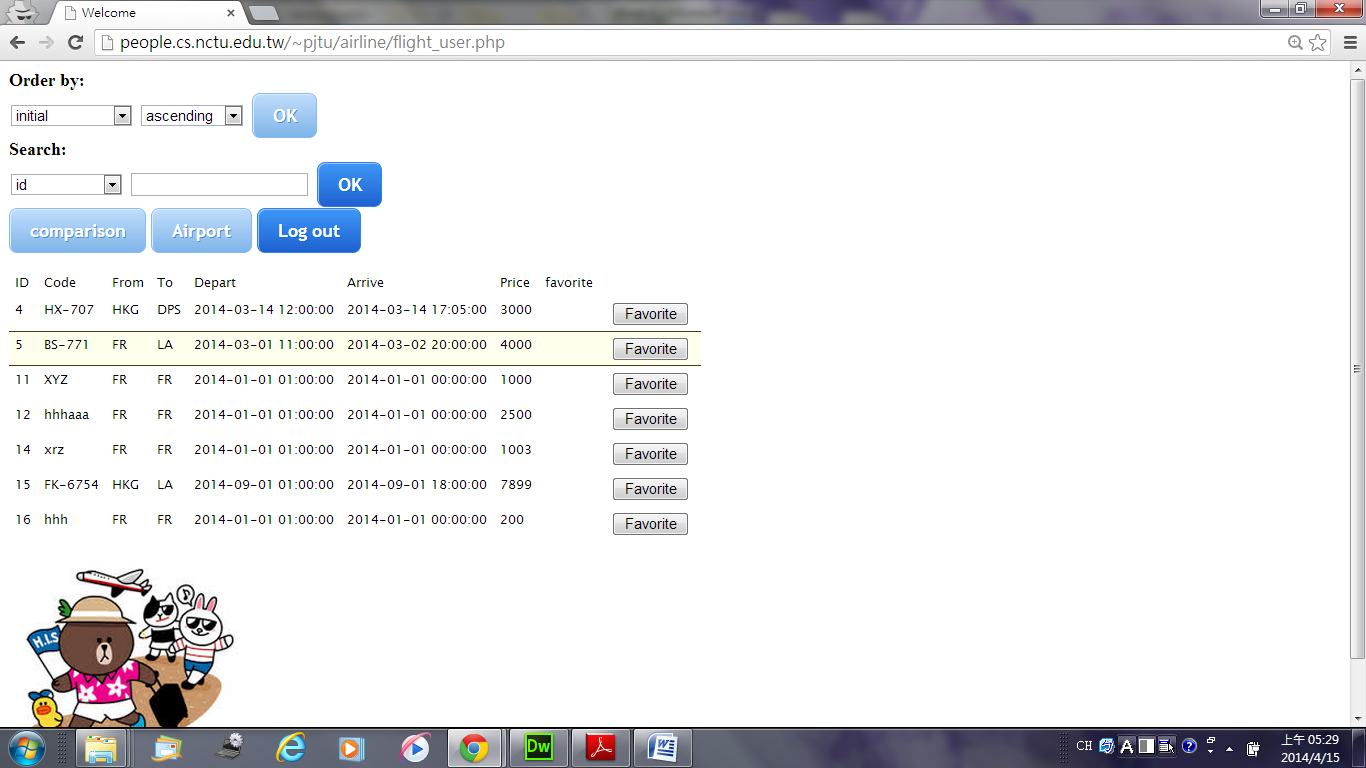 Welcome
people.cs.nctu.edu.tw/~pjtu/airline/flight_user.php
Order by:
initial ascending OK
Search:
id OK
comparison Airport Log out
ID Code From To Depart Arrive Price favorite
4 HX-707 HKG DPS 2014-03-14 12:00:00 2014-03-14 17:05:00 3000 Favorite
5 BS-771 FR LA 2014-03-01 11:00:00 2014-03-02 20:00:00 4000 Favorite
11 XYZ FR FR 2014-01-01 01:00:00 2014-01-01 00:00:00 1000 Favorite
12 hhhaaa FR FR 2014-01-01 01:00:00 2014-01-01 00:00:00 2500 Favorite
14 xrz FR FR 2014-01-01 01:00:00 2014-01-01 00:00:00 1003 Favorite
15 FK-6754 HKG LA 2014-09-01 01:00:00 2014-09-01 18:00:00 7899 Favorite
16 hhh FR FR 2014-01-01 01:00:00 2014-01-01 00:00:00 200 Favorite
H.I.S
Dw
CH A 上午 05:29
2014/4/15